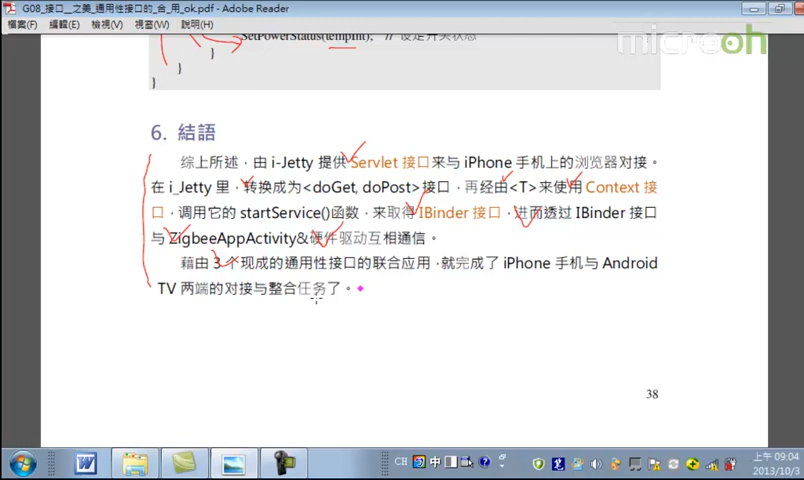 G08_接口__之美_通用性接口的_合_用_ok.pdf - Adobe Reader
檔案(F) 編輯(E) 檢視(V) 視窗(W) 說明(H)
microoh
SetPowerStatus(tempInt); // 设定开关状态
}
}
}
6. 結語
综上所述，由 i-Jetty 提供 Servlet 接口来与 iPhone 手机上的浏览器对接。
在 i_Jetty 里，转换成为<doGet, doPost>接口，再经由<T>来使用 Context 接
口，调用它的 startService()函数，来取得 IBinder 接口，进而透过 IBinder 接口
与 ZigbeeAppActivity&硬件驱动互相通信。
藉由 3 个现成的通用性接口的联合应用，就完成了 iPhone 手机与 Android
TV 两端的对接与整合任务了。
38
CH 中
上午 09:04
2013/10/3